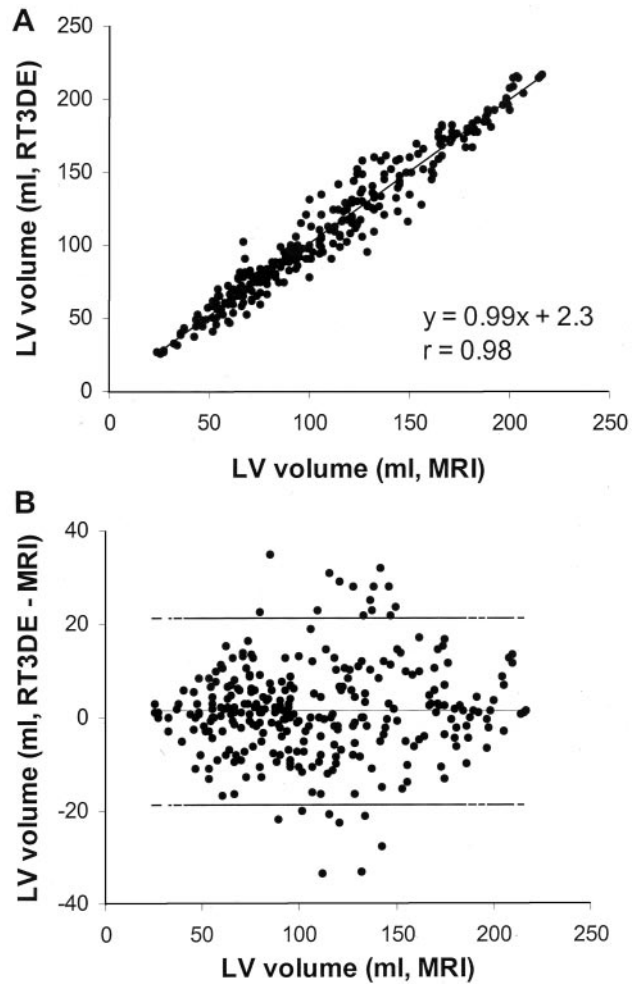 A
250
200
150
100
50
0
LV volume (ml, RT3DE)
y = 0.99x + 2.3
r = 0.98
0 50 100 150 200 250
LV volume (ml, MRI)
B
40
20
0
-20
-40
LV volume (ml, RT3DE - MRI)
0 50 100 150 200 250
LV volume (ml, MRI)